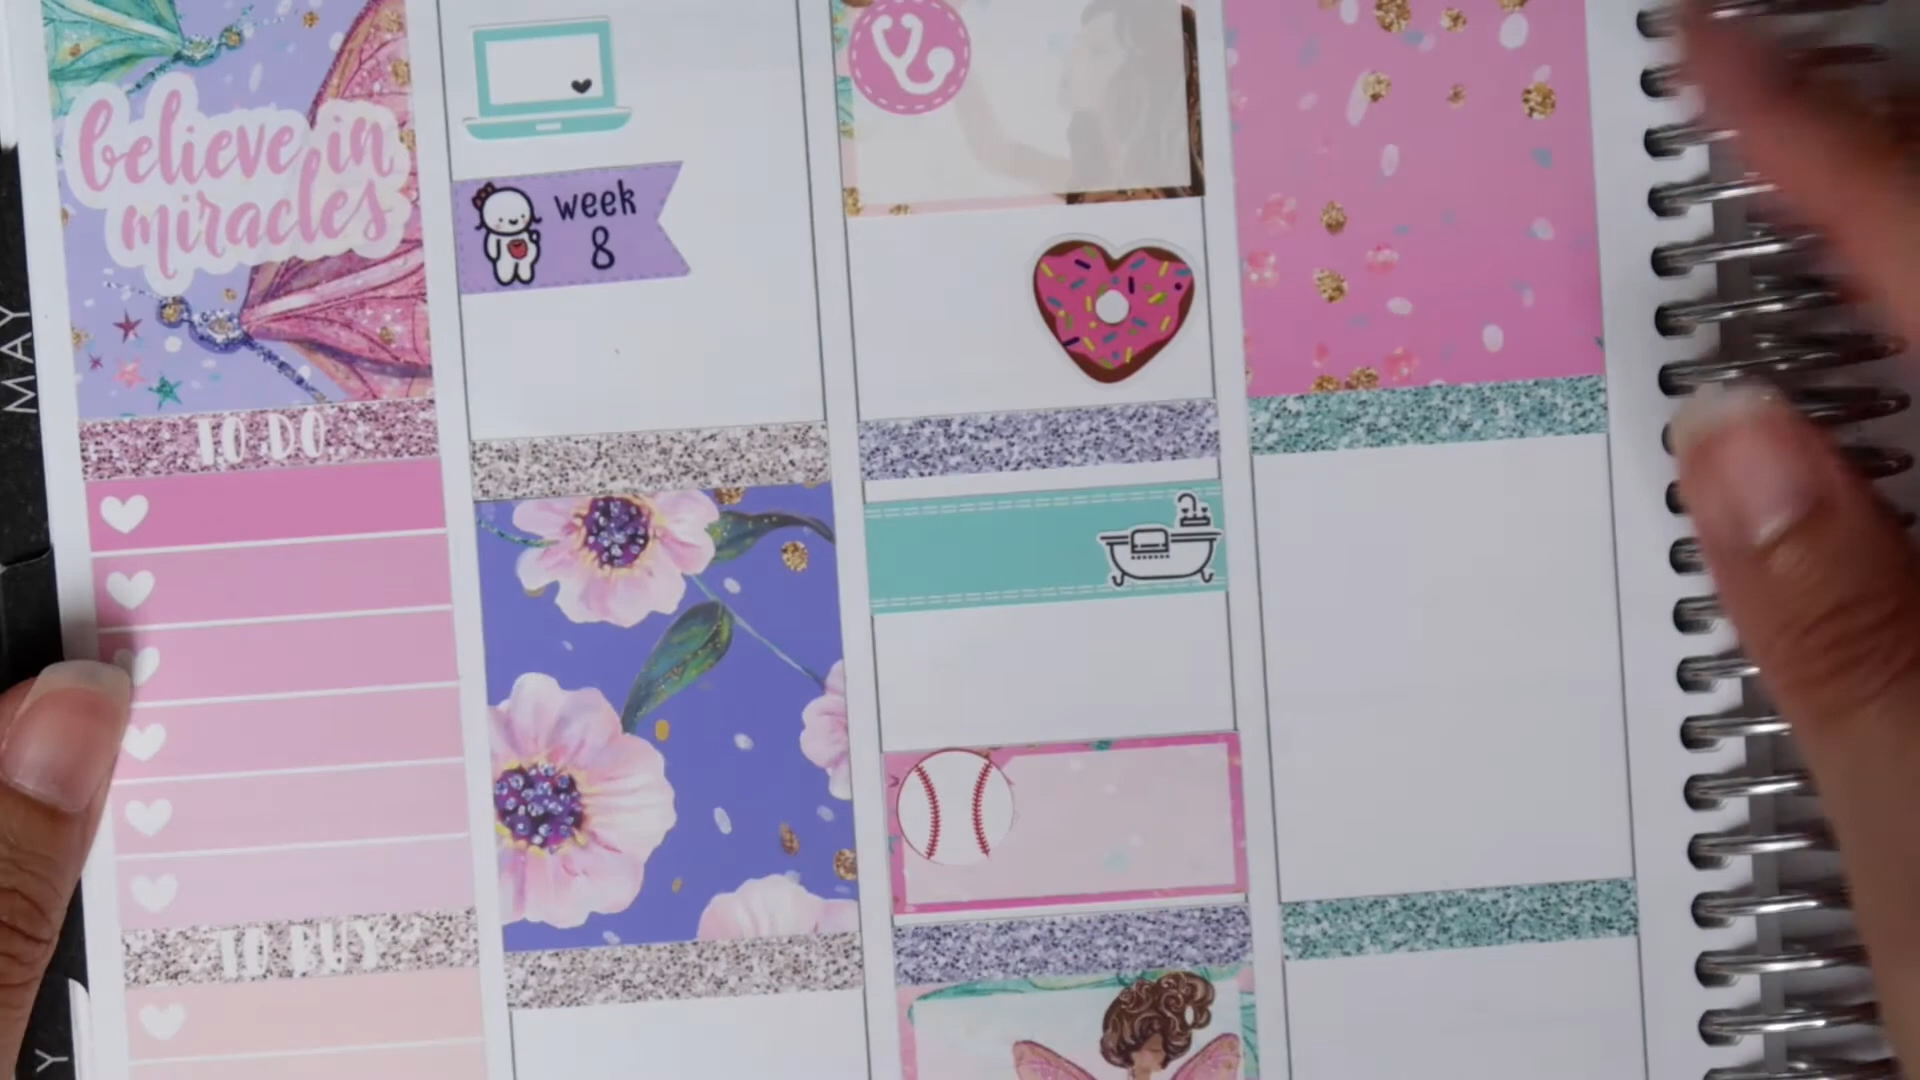 believe in
miracles
week
8
MAY
TO DO
TO BUY
Y